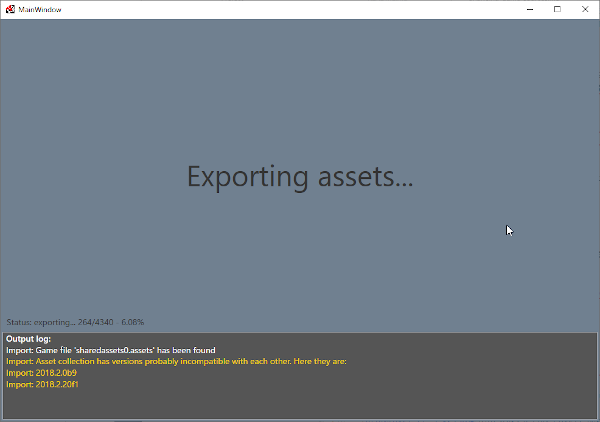 MainWindow
Exporting assets...
Status: exporting... 264/4340 - 6.08%
Output log:
Import: Game file 'sharedassets0.assets' has been found
Import: Asset collection has versions probably incompatible with each other. Here they are:
Import: 2018.2.0b9
Import: 2018.2.20f1